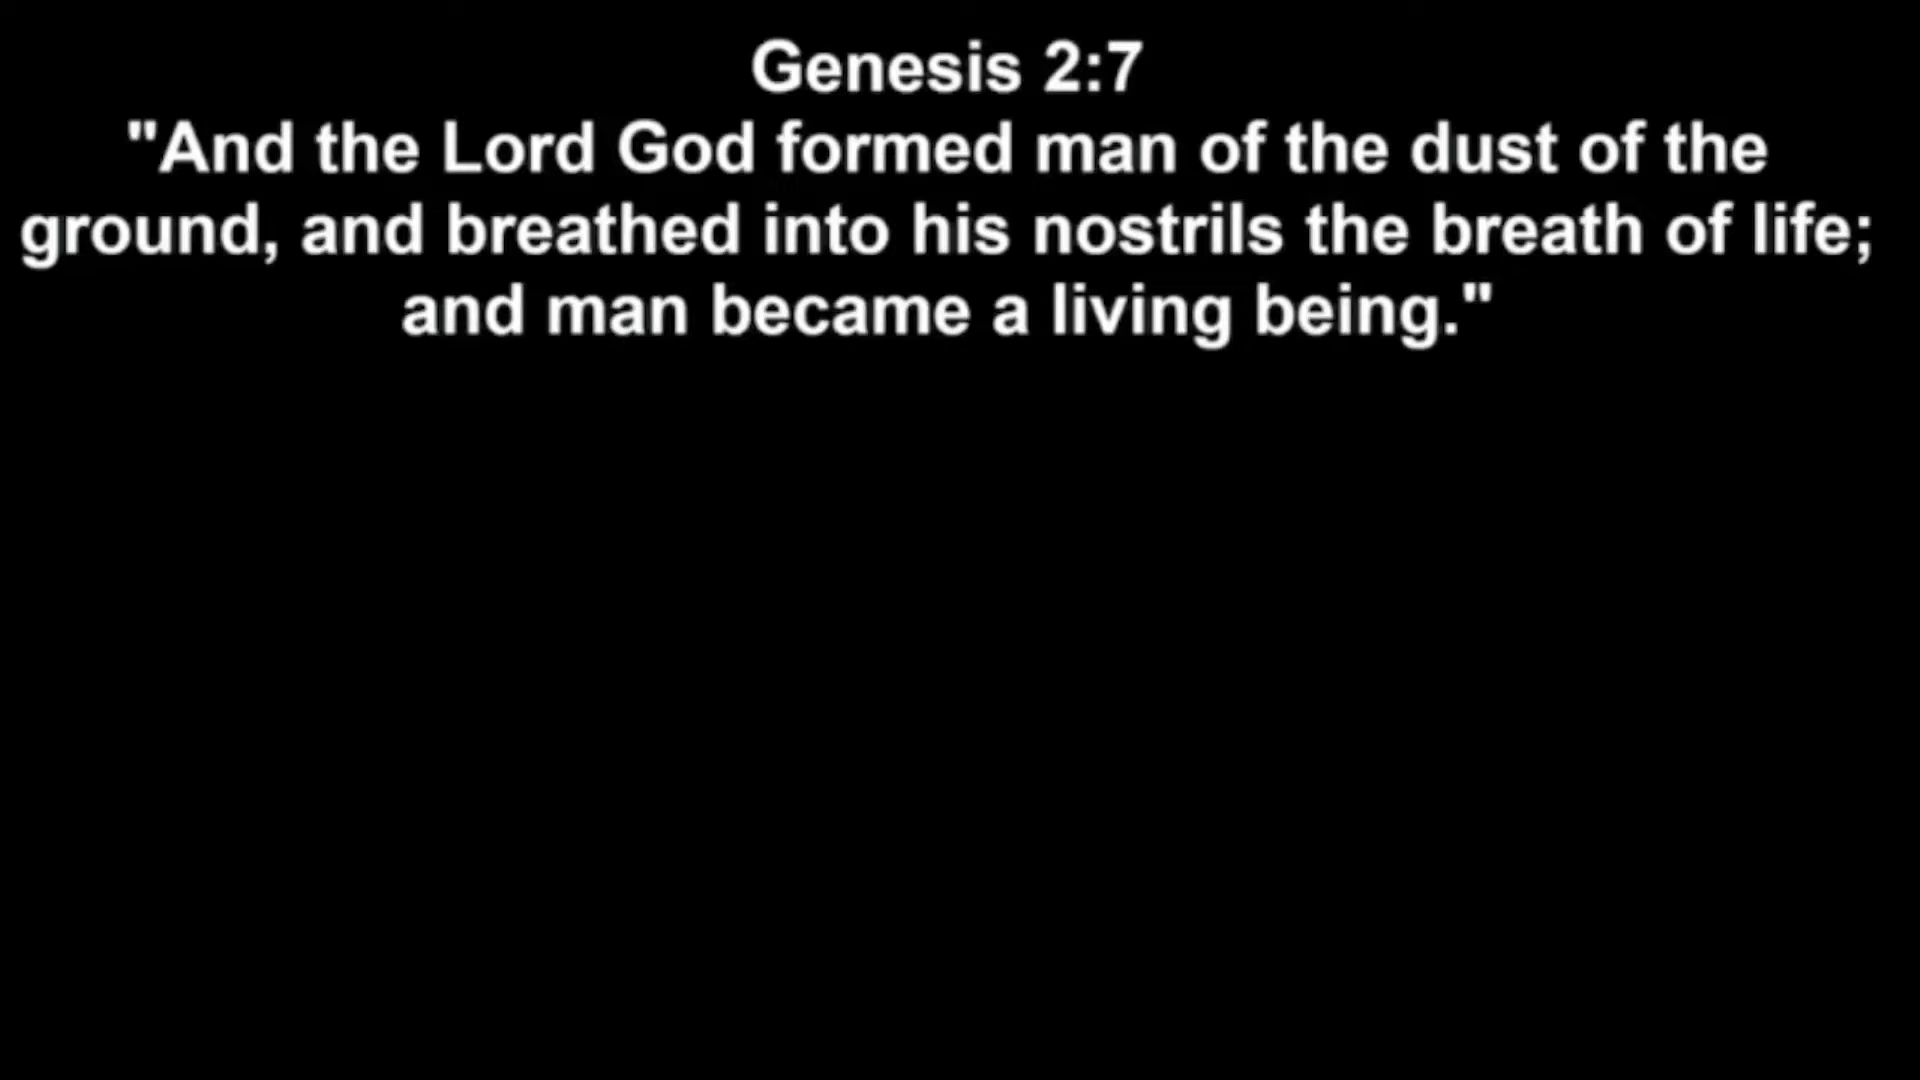 Genesis 2:7
"And the Lord God formed man of the dust of the
ground, and breathed into his nostrils the breath of life;
and man became a living being."